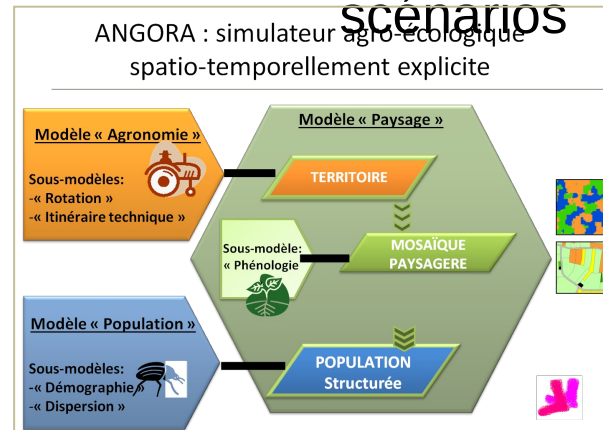 scénarios
ANGORA : simulateur agro-écologique
spatio-temporellement explicite
Modèle « Agronomie »
Sous-modèles:
-« Rotation »
-« Itinéraire technique »
Modèle « Paysage »
TERRITOIRE
Sous-modèle:
« Phénologie
MOSAÏQUE
PAYSAGERE
Modèle « Population »
Sous-modèles:
-« Démographie»
-« Dispersion »
POPULATION
Structurée